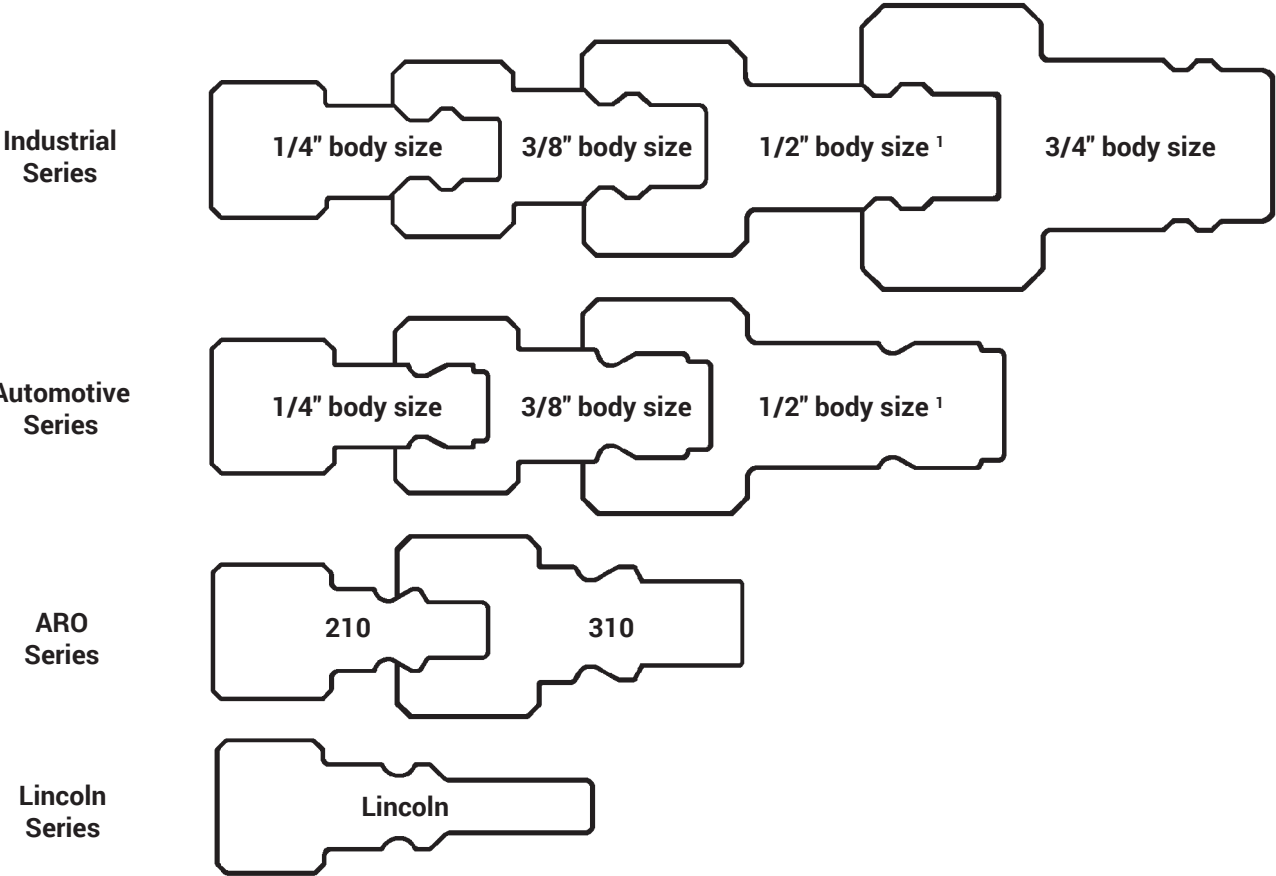 Industrial
Series
1/4" body size
3/8" body size
1/2" body size ¹
3/4" body size
Automotive
Series
1/4" body size
3/8" body size
1/2" body size ¹
ARO
Series
210
310
Lincoln
Series
Lincoln